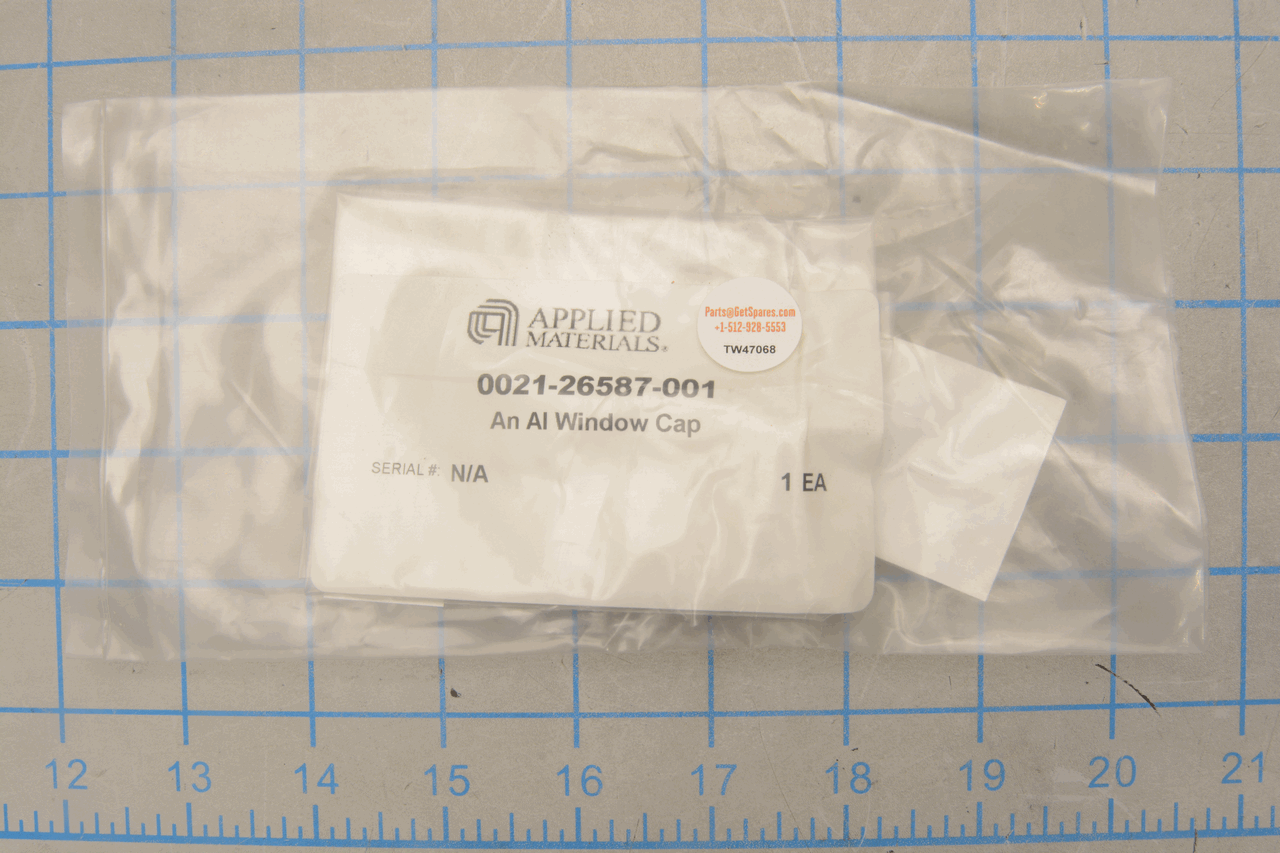 APPLIED
MATERIALS®
Parts@GetSpares.com
+1-512-928-5553
TW47068
0021-26587-001
An Al Window Cap
SERIAL #: N/A
1 EA
12 13 14 15 16 17 18 19 20 21